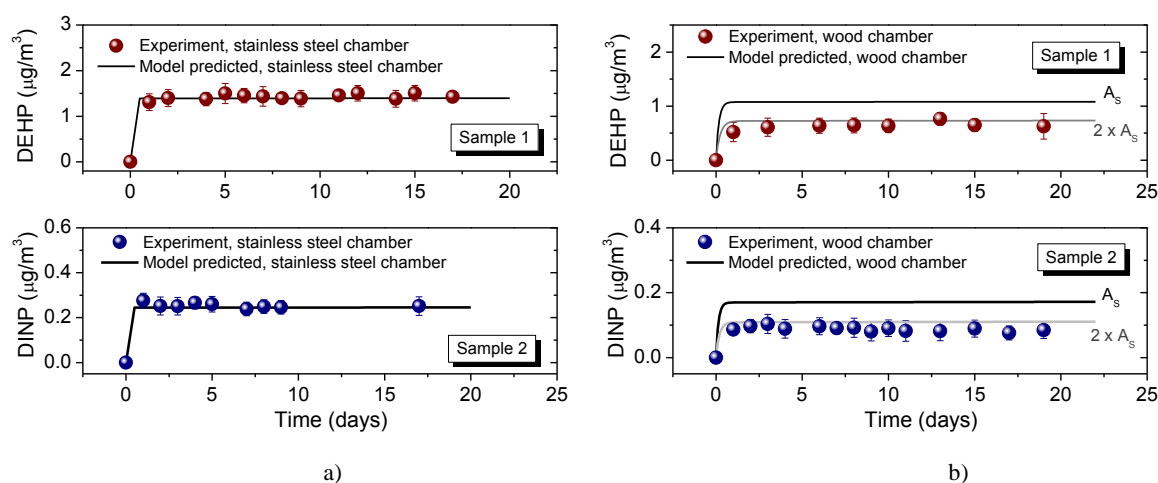 DEHP (μg/m³)
3
2
1
0
Experiment, stainless steel chamber
Model predicted, stainless steel chamber
Sample 1
0 5 10 15 20
DINP (μg/m³)
0.6
0.4
0.2
0.0
Experiment, stainless steel chamber
Model predicted, stainless steel chamber
Sample 2
0 5 10 15 20 25
Time (days)
a)
DEHP (μg/m³)
2
1
0
Experiment, wood chamber
Model predicted, wood chamber
Sample 1
A_S
2 x A_S
0 5 10 15 20 25
DINP (μg/m³)
0.4
0.2
0.0
Experiment, wood chamber
Model predicted, wood chamber
Sample 2
A_S
2 x A_S
0 5 10 15 20 25
Time (days)
b)